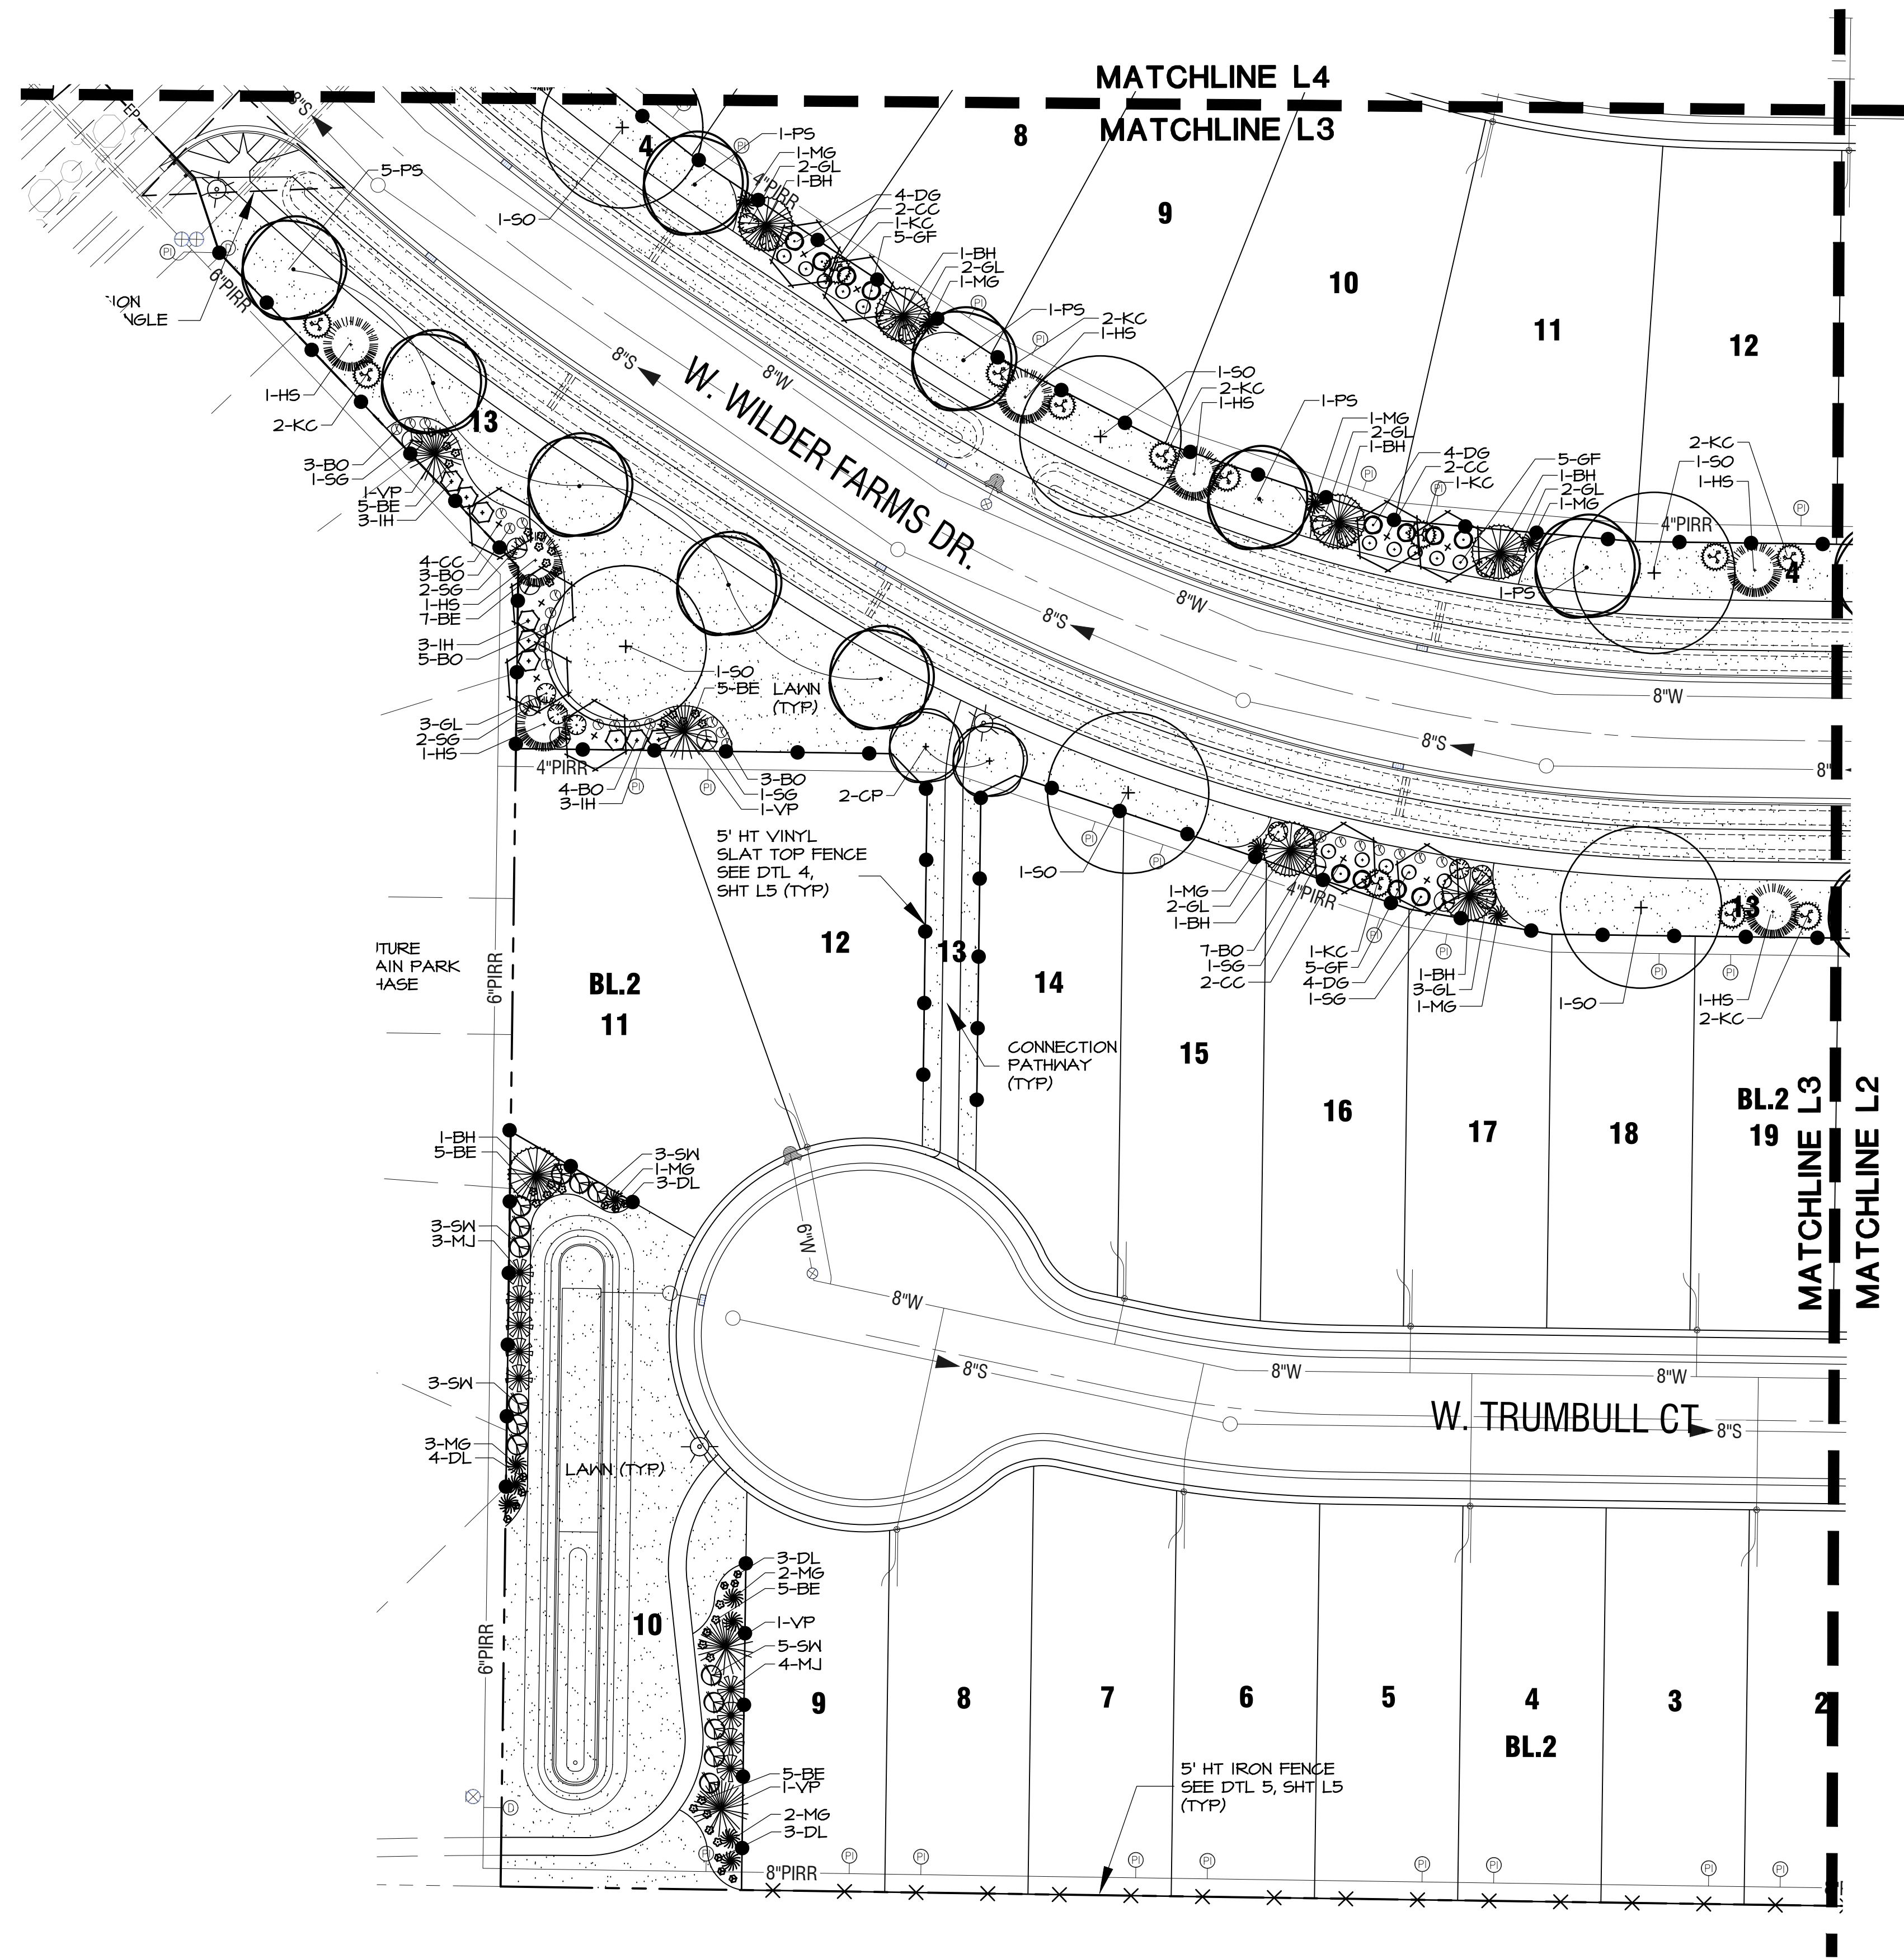 MATCHLINE L4
MATCHLINE L3
8"S
5-PS
4
1-PS
1-MG
2-GL
1-BH
4"PIRR
1-SO
4-DG
2-CC
1-KC
5-GF
8
9
10
11
12
PI
6"PIRR
1-BH
2-GL
1-MG
1-PS
2-KC
1-HS
8"S
8"W
W. WILDER FARMS DR.
1-HS
2-KC
13
1-SO
2-KC
1-HS
1-PS
1-MG
2-GL
1-BH
4-DG
2-CC
1-KC
5-GF
1-BH
2-GL
1-MG
2-KC
1-SO
1-HS
4"PIRR
4
1-PS
3-BO
1-SG
1-VP
5-BE
3-IH
4-CC
3-BO
2-SG
1-HS
7-BE
3-IH
5-BO
3-GL
2-SG
1-HS
4"PIRR
1-SO
5-BE
LAWN
(TYP)
4-BO
3-IH
3-BO
1-SG
1-VP
2-CP
8"S
8"W
8"W
8"S
8"
5' HT VINYL
SLAT TOP FENCE
SEE DTL 4,
SHT L5 (TYP)
1-SO
1-MG
2-GL
1-BH
4"PIRR
7-BO
1-SG
2-CC
1-KC
5-GF
4-DG
1-SG
1-BH
3-GL
1-MG
1-SO
1-HS
2-KC
13
AIN PARK
6"PIRR
BL.2
11
12
13
14
15
16
17
18
BL.2
19
CONNECTION
PATHWAY
(TYP)
MATCHLINE L3
MATCHLINE L2
1-BH
5-BE
3-SW
1-MG
3-DL
3-SW
3-MJ
3-SW
3-MG
4-DL
LAWN (TYP)
6"W
8"W
8"S
8"W
8"W
W. TRUMBULL CT
8"S
3-DL
2-MG
5-BE
1-VP
5-SW
4-MJ
10
6"PIRR
9
8
7
6
5
4
BL.2
3
2
5-BE
1-VP
2-MG
3-DL
D
8"PIRR
5' HT IRON FENCE
SEE DTL 5, SHT L5
(TYP)